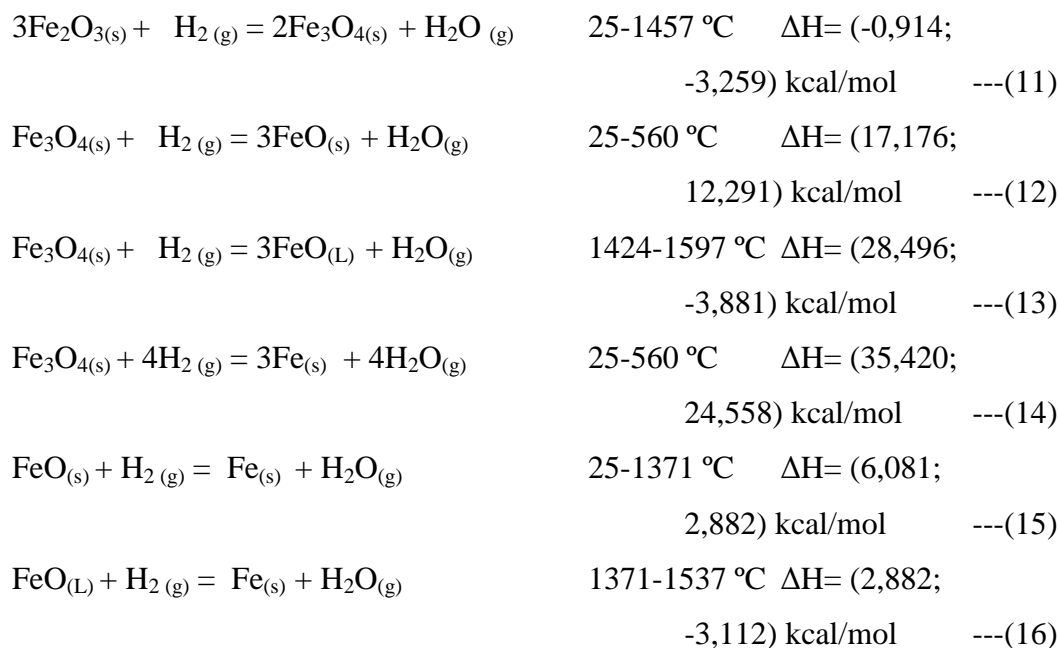 3Fe₂O₃(s) + H₂ (g) = 2Fe₃O₄(s) + H₂O (g) 25-1457 ºC ΔH= (-0,914;
-3,259) kcal/mol ---(11)
Fe₃O₄(s) + H₂ (g) = 3FeO(s) + H₂O(g) 25-560 ºC ΔH= (17,176;
12,291) kcal/mol ---(12)
Fe₃O₄(s) + H₂ (g) = 3FeO(L) + H₂O(g) 1424-1597 ºC ΔH= (28,496;
-3,881) kcal/mol ---(13)
Fe₃O₄(s) + 4H₂ (g) = 3Fe(s) + 4H₂O(g) 25-560 ºC ΔH= (35,420;
24,558) kcal/mol ---(14)
FeO(s) + H₂ (g) = Fe(s) + H₂O(g) 25-1371 ºC ΔH= (6,081;
2,882) kcal/mol ---(15)
FeO(L) + H₂ (g) = Fe(s) + H₂O(g) 1371-1537 ºC ΔH= (2,882;
-3,112) kcal/mol ---(16)